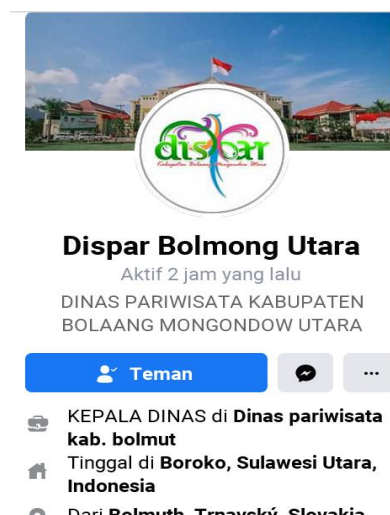 dispar
Kabupaten Bolaang Mongondow Utara
Dispar Bolmong Utara
Aktif 2 jam yang lalu
DINAS PARIWISATA KABUPATEN
BOLAANG MONGONDOW UTARA
Teman
KEPALA DINAS di Dinas pariwisata
kab. bolmut
Tinggal di Boroko, Sulawesi Utara,
Indonesia
Dari Bolmuth, Trnavský, Slovakia